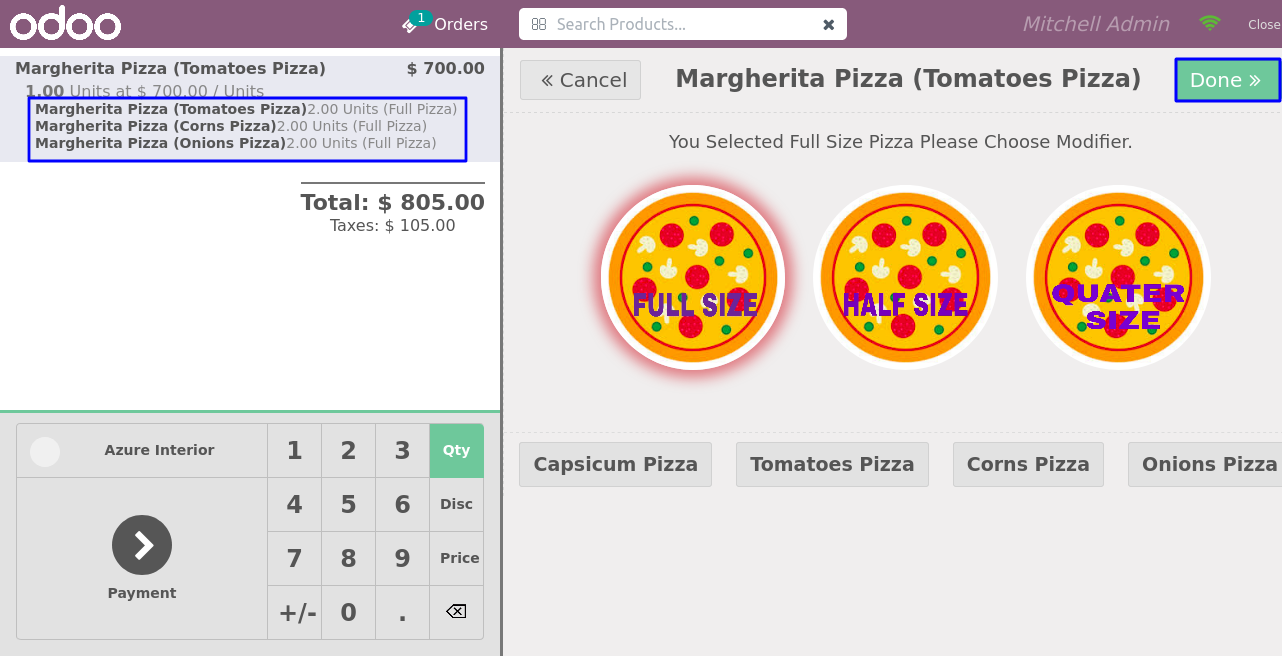 odoo
1
Orders
Search Products...
Mitchell Admin
Close
Margherita Pizza (Tomatoes Pizza) $ 700.00
1.00 Units at $ 700.00 / Units
Margherita Pizza (Tomatoes Pizza)2.00 Units (Full Pizza)
Margherita Pizza (Corns Pizza)2.00 Units (Full Pizza)
Margherita Pizza (Onions Pizza)2.00 Units (Full Pizza)
Total: $ 805.00
Taxes: $ 105.00
Azure Interior
1 2 3 Qty
4 5 6 Disc
7 8 9 Price
+/- 0 .
Payment
« Cancel
Margherita Pizza (Tomatoes Pizza)
Done »
You Selected Full Size Pizza Please Choose Modifier.
FULL SIZE
HALF SIZE
QUATER
SIZE
Capsicum Pizza
Tomatoes Pizza
Corns Pizza
Onions Pizza